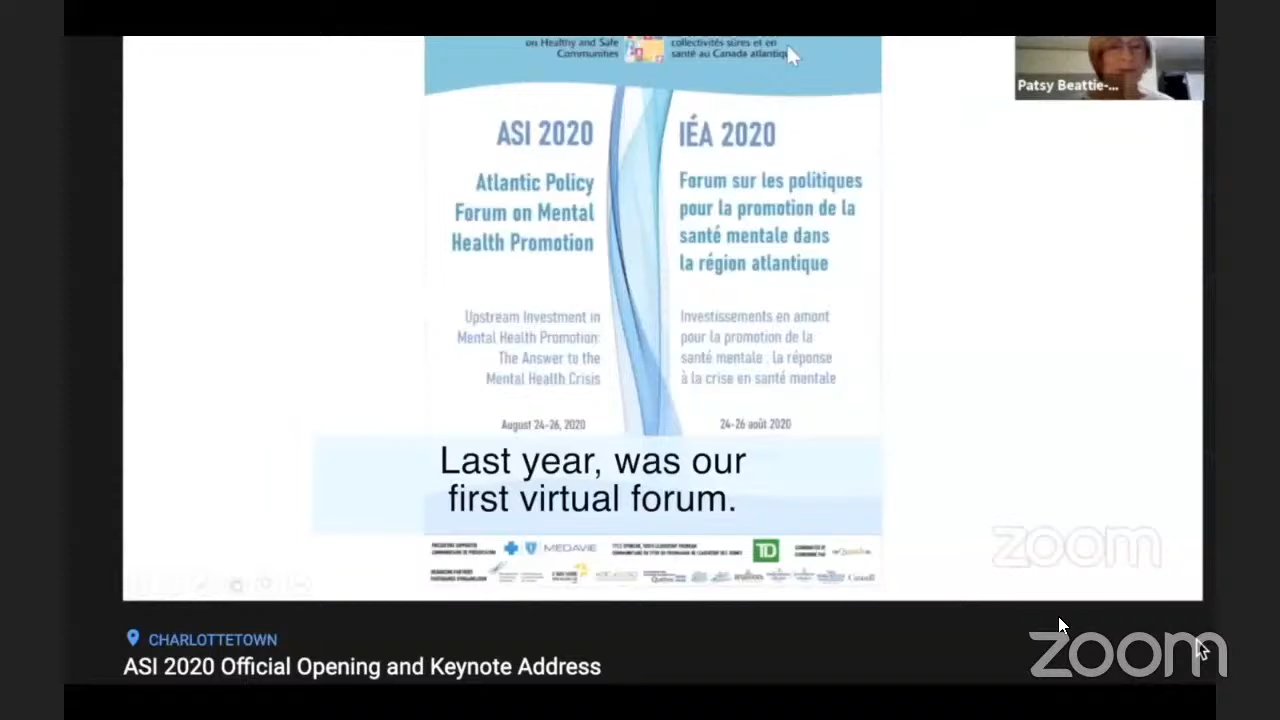 on Healthy and Safe
Communities
collectivités sûres et en
santé au Canada atlantique
Patsy Beattie-...
ASI 2020
Atlantic Policy
Forum on Mental
Health Promotion
Upstream Investment in
Mental Health Promotion:
The Answer to the
Mental Health Crisis
August 24-26, 2020
IÉA 2020
Forum sur les politiques
pour la promotion de la
santé mentale dans
la région atlantique
Investissements en amont
pour la promotion de la
santé mentale : la réponse
à la crise en santé mentale
24-26 août 2020
Last year, was our
first virtual forum.
MEDAVIE
TD
Québec
Canada
zoom
CHARLOTTETOWN
ASI 2020 Official Opening and Keynote Address
zoom